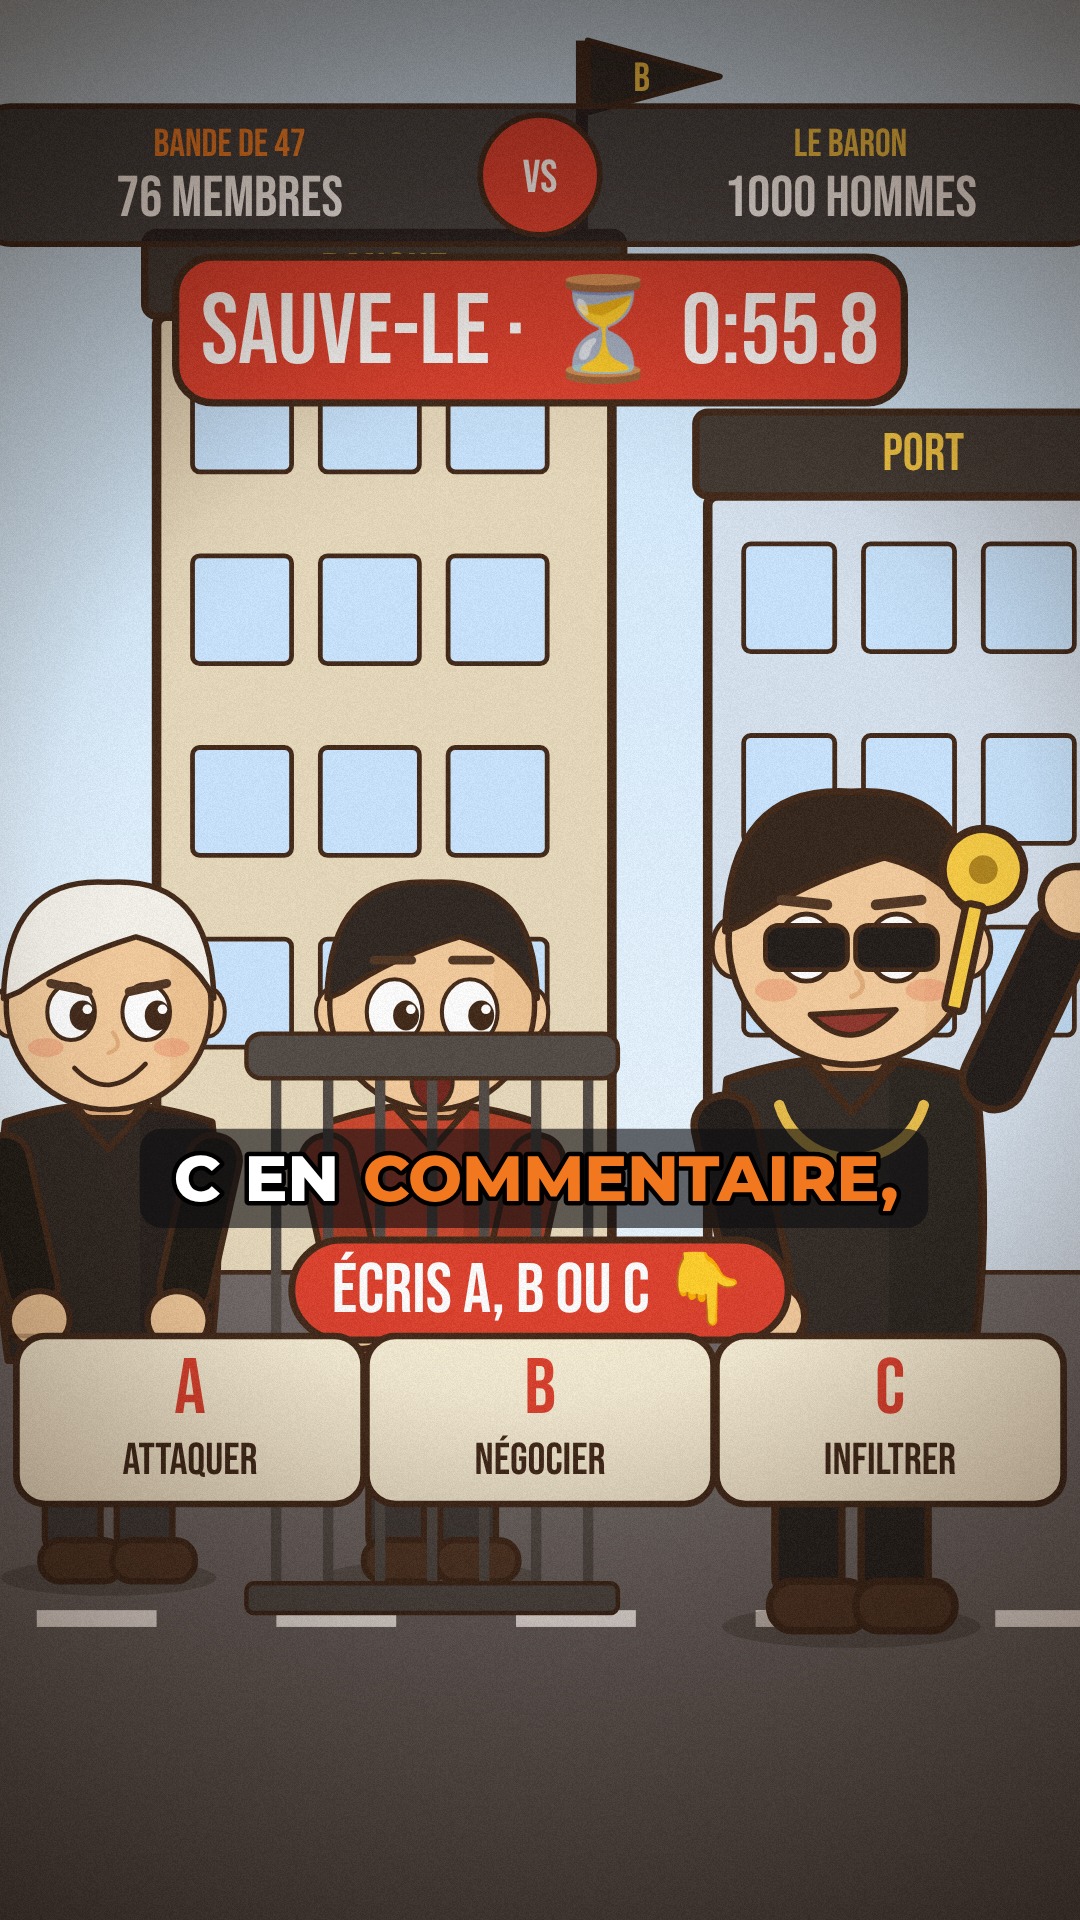 B
BANDE DE 47
76 MEMBRES
VS
LE BARON
1000 HOMMES
SAUVE-LE · ⏳ 0:55.8
PORT
C EN COMMENTAIRE,
ÉCRIS A, B OU C 👇
A
ATTAQUER
B
NÉGOCIER
C
INFILTRER